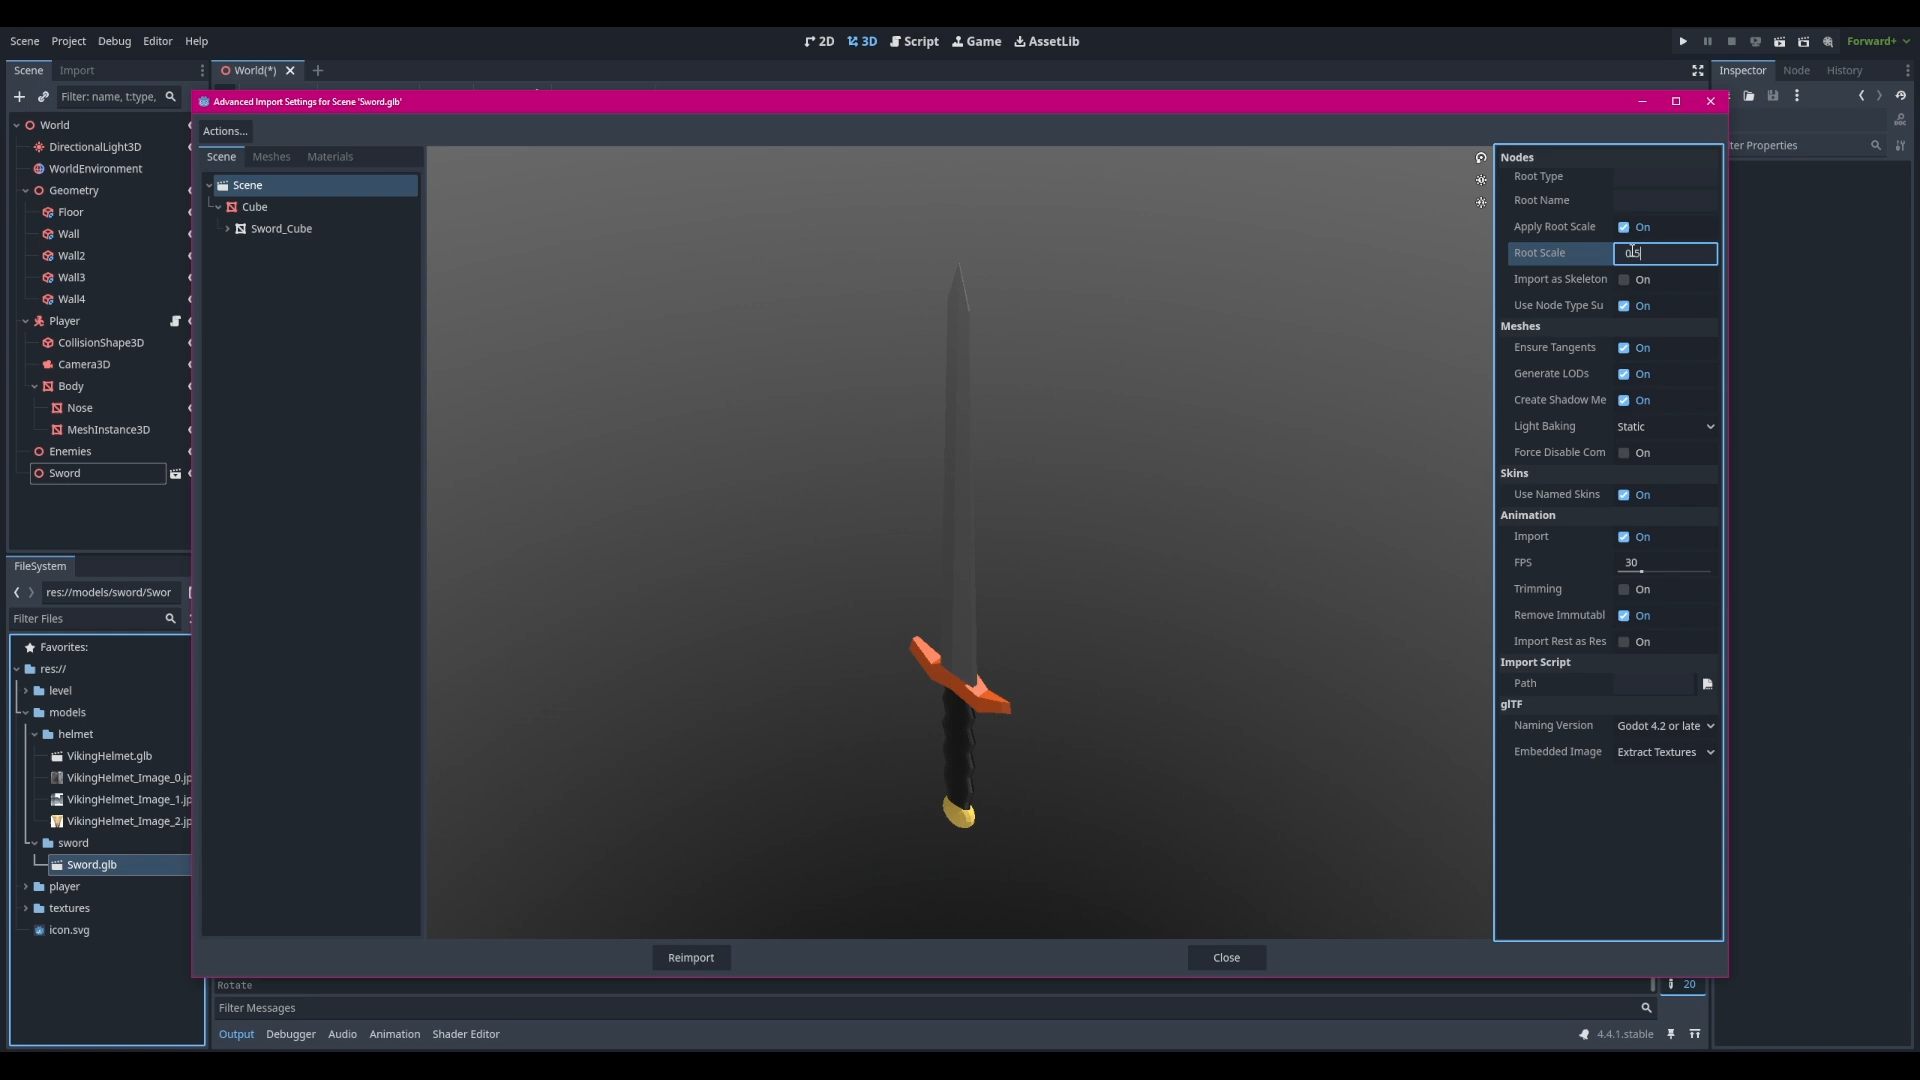 Scene Project Debug Editor Help
2D 3D Script Game AssetLib
Forward+
Scene Import
World(*)
Inspector Node History
Filter: name, t:type,
Advanced Import Settings for Scene 'Sword.glb'
Actions...
World
DirectionalLight3D
WorldEnvironment
Geometry
Floor
Wall
Wall2
Wall3
Wall4
Player
CollisionShape3D
Camera3D
Body
Nose
MeshInstance3D
Enemies
Sword
Scene Meshes Materials
Scene
Cube
Sword_Cube
Nodes
Root Type
Root Name
Apply Root Scale On
Root Scale 0.5
Import as Skeleton On
Use Node Type Su On
Meshes
Ensure Tangents On
Generate LODs On
Create Shadow Me On
Light Baking Static
Force Disable Com On
Skins
Use Named Skins On
Animation
Import On
FPS 30
Trimming On
Remove Immutabl On
Import Rest as Res On
Import Script
Path
glTF
Naming Version Godot 4.2 or late
Embedded Image Extract Textures
ter Properties
DOC
FileSystem
res://models/sword/Swor
Filter Files
Favorites:
res://
level
models
helmet
VikingHelmet.glb
VikingHelmet_Image_0.jp
VikingHelmet_Image_1.jp
VikingHelmet_Image_2.jp
sword
Sword.glb
player
textures
icon.svg
Reimport Close
Rotate
20
Filter Messages
Output Debugger Audio Animation Shader Editor
4.4.1.stable